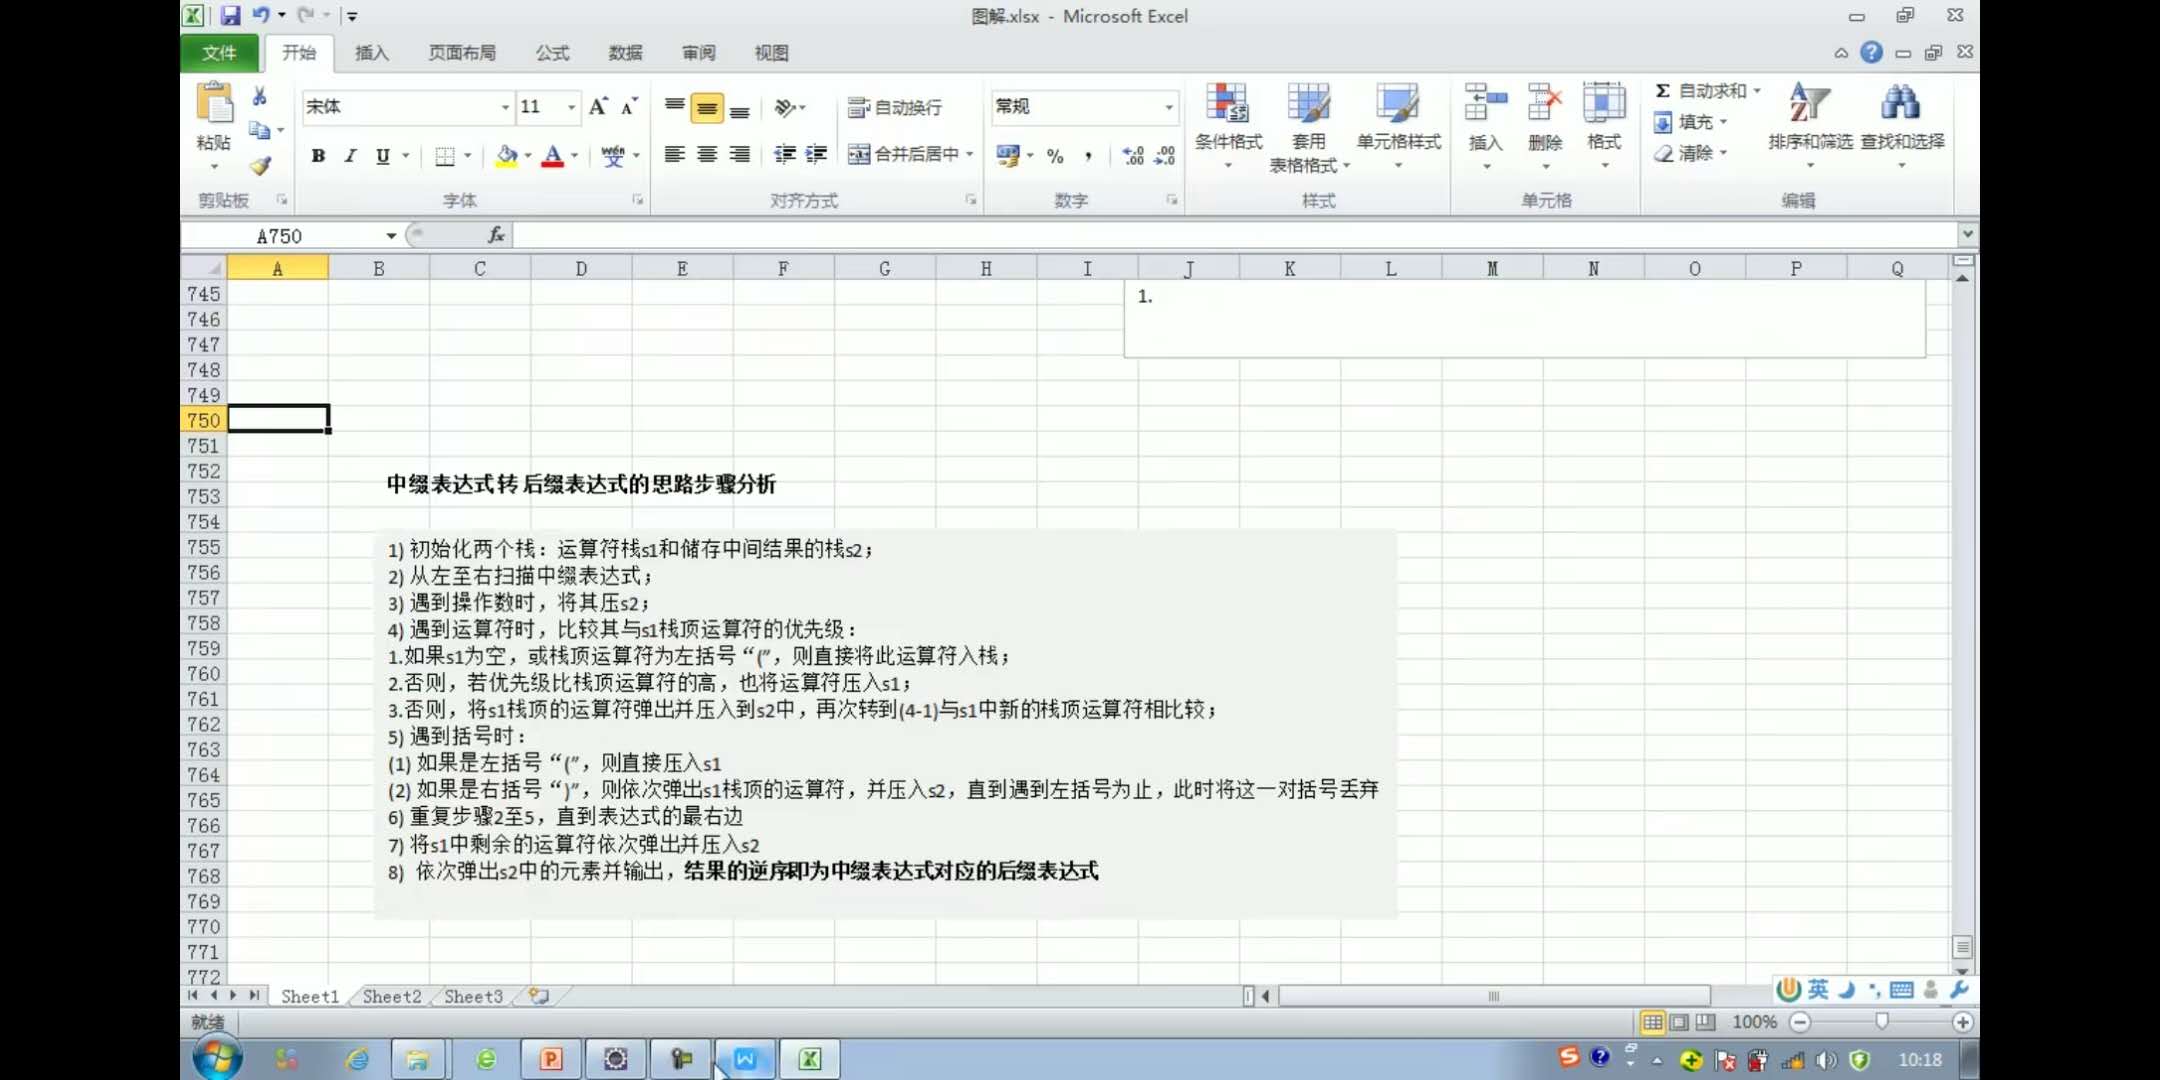 图解.xlsx - Microsoft Excel
文件 开始 插入 页面布局 公式 数据 审阅 视图
宋体 11 自动换行 常规 Σ 自动求和
粘贴 条件格式 套用 单元格样式 插入 删除 格式 填充 排序和筛选 查找和选择
B I U A wén 变 合并后居中 % , 表格格式 清除
剪贴板 字体 对齐方式 数字 样式 单元格 编辑
A750 fx
A B C D E F G H I J K L M N O P Q
745 1.
746
747
748
749
750
751
752
中缀表达式 转 后缀表达式的思路步骤分析
753
754
755 1) 初始化两个栈：运算符栈s1和储存中间结果的栈s2；
756 2) 从左至右扫描中缀表达式；
757 3) 遇到操作数时，将其压s2；
758 4) 遇到运算符时，比较其与s1栈顶运算符的优先级：
759 1.如果s1为空，或栈顶运算符为左括号“(”，则直接将此运算符入栈；
760 2.否则，若优先级比栈顶运算符的高，也将运算符压入s1；
761 3.否则，将s1栈顶的运算符弹出并压入到s2中，再次转到(4-1)与s1中新的栈顶运算符相比较；
762 5) 遇到括号时：
763 (1) 如果是左括号“(”，则直接压入s1
764 (2) 如果是右括号“)”，则依次弹出s1栈顶的运算符，并压入s2，直到遇到左括号为止，此时将这一对括号丢弃
765 6) 重复步骤2至5，直到表达式的最右边
766 7) 将s1中剩余的运算符依次弹出并压入s2
767 8) 依次弹出s2中的元素并输出，结果的逆序即为中缀表达式对应的后缀表达式
768
769
770
771
772
Sheet1 Sheet2 Sheet3 英
就绪 100%
10:18